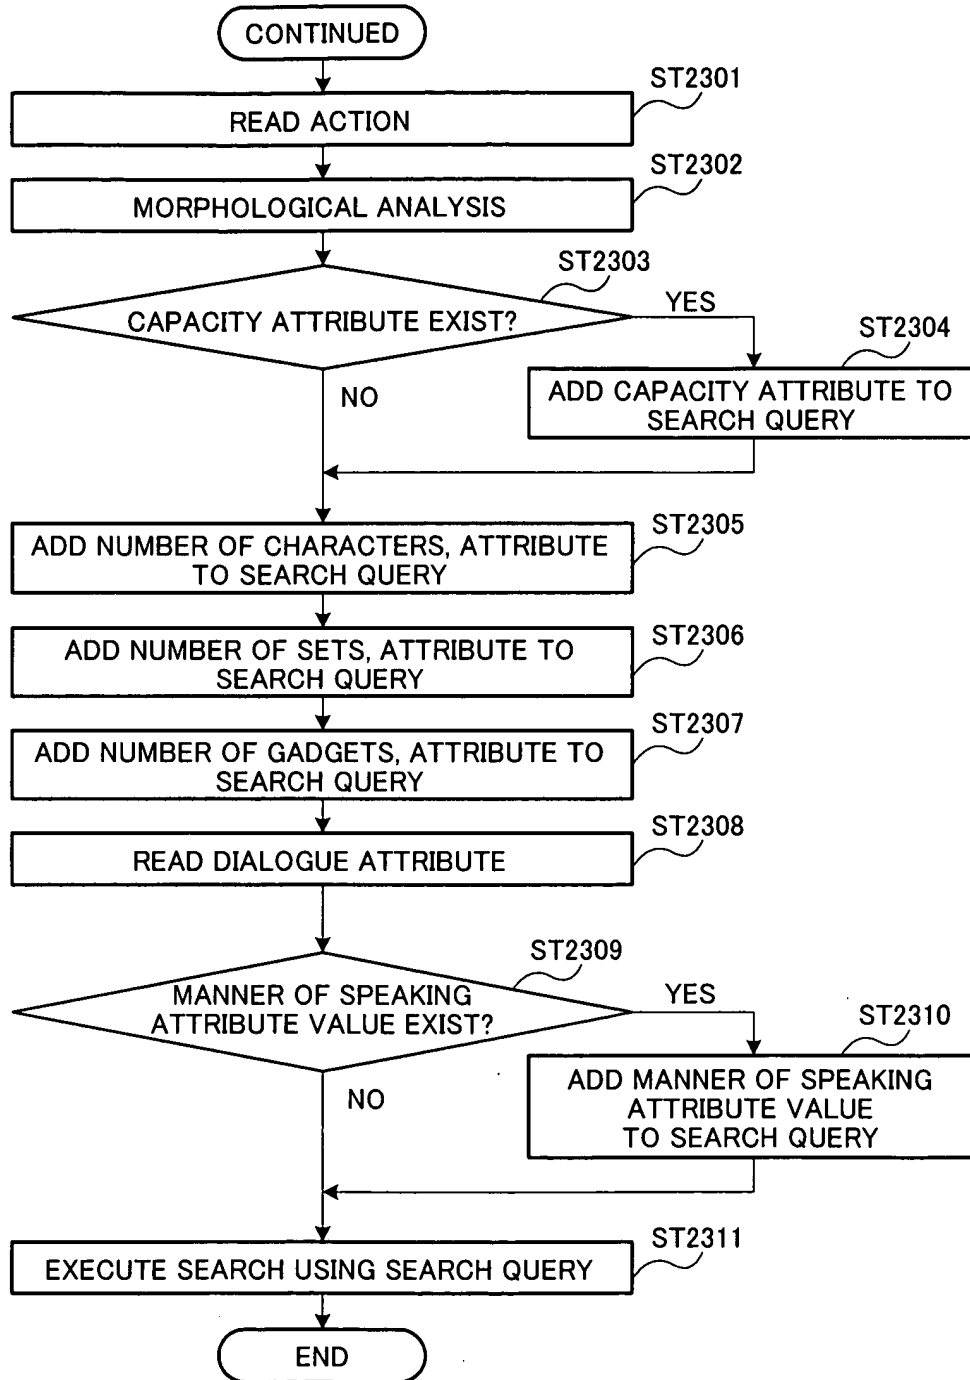 CONTINUED
ST2301
READ ACTION
ST2302
MORPHOLOGICAL ANALYSIS
ST2303
CAPACITY ATTRIBUTE EXIST?
YES
ST2304
ADD CAPACITY ATTRIBUTE TO
SEARCH QUERY
NO
ST2305
ADD NUMBER OF CHARACTERS, ATTRIBUTE
TO SEARCH QUERY
ST2306
ADD NUMBER OF SETS, ATTRIBUTE TO
SEARCH QUERY
ST2307
ADD NUMBER OF GADGETS, ATTRIBUTE TO
SEARCH QUERY
ST2308
READ DIALOGUE ATTRIBUTE
ST2309
MANNER OF SPEAKING
ATTRIBUTE VALUE EXIST?
YES
ST2310
ADD MANNER OF SPEAKING
ATTRIBUTE VALUE
TO SEARCH QUERY
NO
ST2311
EXECUTE SEARCH USING SEARCH QUERY
END